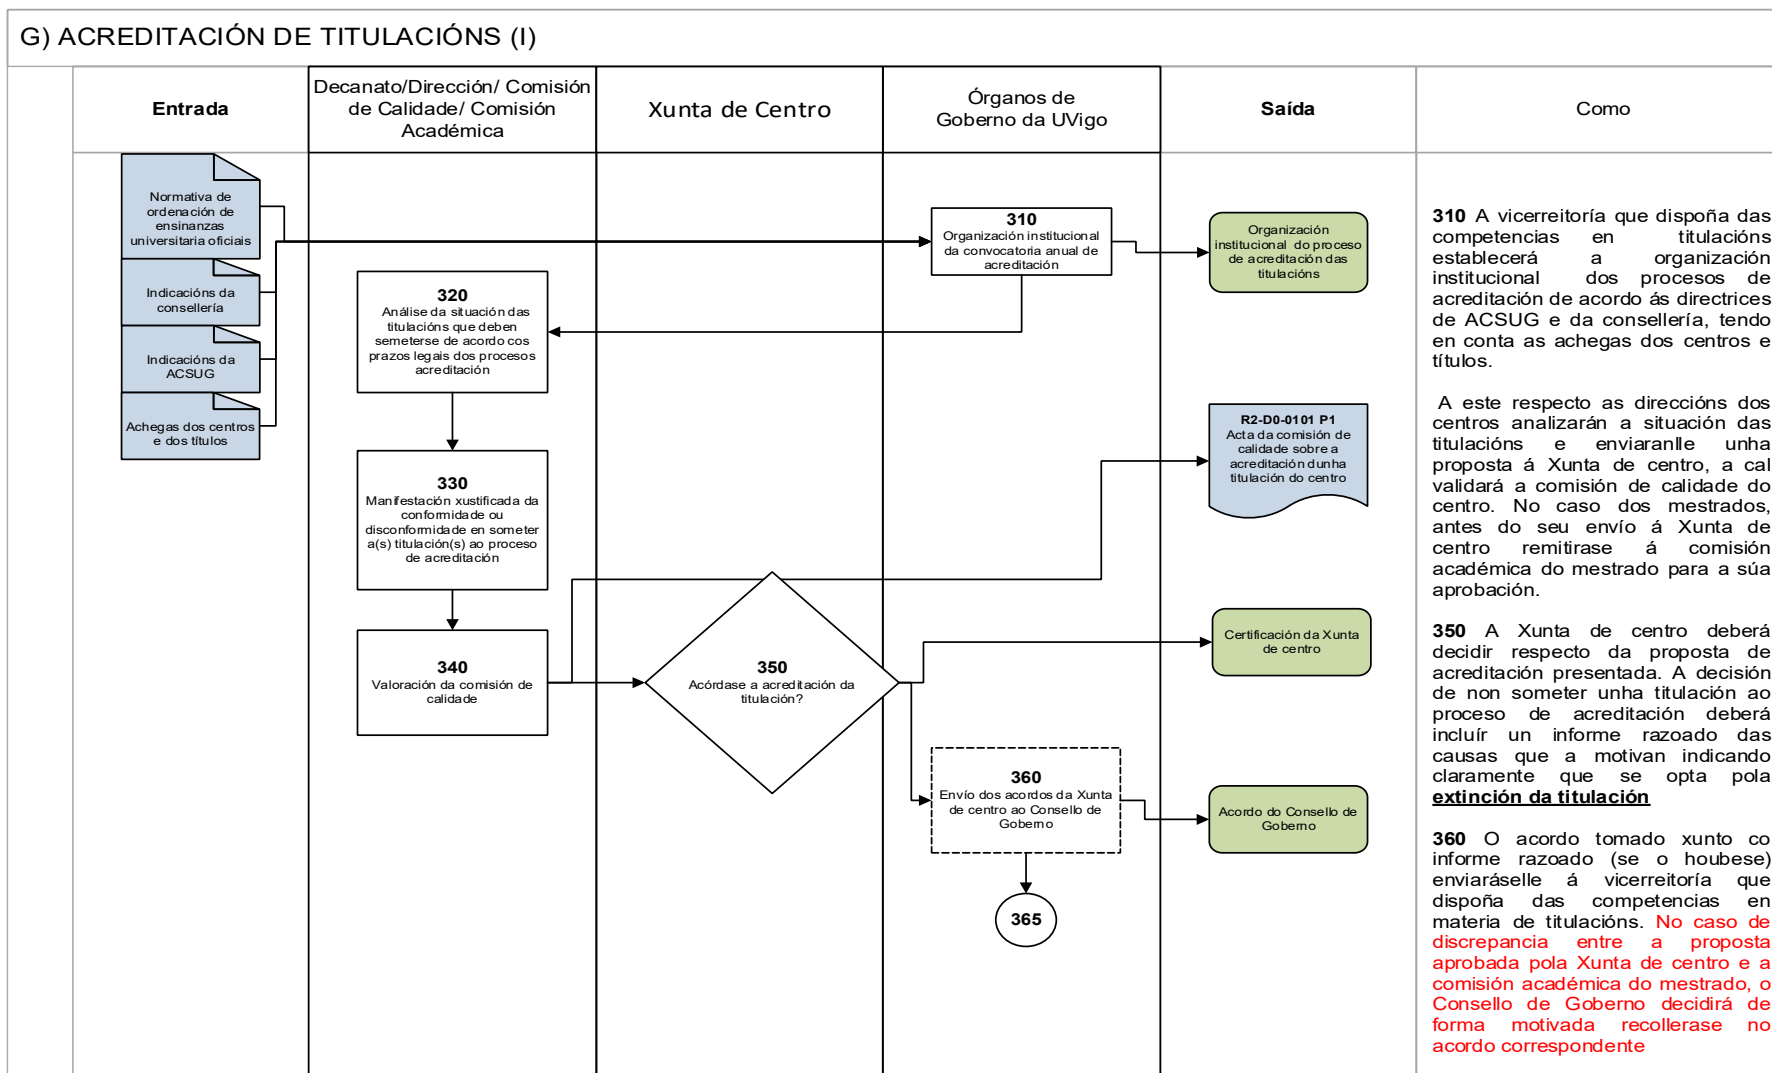 G) ACREDITACIÓN DE TITULACIÓNS (I)
Entrada
Decanato/Dirección/ Comisión
de Calidade/ Comisión
Académica
Xunta de Centro
Órganos de
Goberno da UVigo
Saída
Como
Normativa de
ordenación de
ensinanzas
universitaria oficiais
Indicacións da
consellería
Indicacións da
ACSUG
Achegas dos centros
e dos títulos
310
Organización institucional
da convocatoria anual de
acreditación
Organización
institucional do proceso
de acreditación das
titulacións
320
Análise da situación das
titulacións que deben
semeterse de acordo cos
prazos legais dos procesos
acreditación
330
Manifestación xustificada da
conformidade ou
disconformidade en someter
a(s) titulación(s) ao proceso
de acreditación
340
Valoración da comisión de
calidade
350
Acórdase a acreditación da
titulación?
R2-D0-0101 P1
Acta da comisión de
calidade sobre a
acreditación dunha
titulación do centro
Certificación da Xunta
de centro
360
Envío dos acordos da Xunta
de centro ao Consello de
Goberno
Acordo do Consello de
Goberno
365
310 A vicerreitoría que dispoña das
competencias en titulacións
establecerá a organización
institucional dos procesos de
acreditación de acordo ás directrices
de ACSUG e da consellería, tendo
en conta as achegas dos centros e
títulos.
A este respecto as direccións dos
centros analizarán a situación das
titulacións e enviaranlle unha
proposta á Xunta de centro, a cal
validará a comisión de calidade do
centro. No caso dos mestrados,
antes do seu envío á Xunta de
centro remitirase á comisión
académica do mestrado para a súa
aprobación.
350 A Xunta de centro deberá
decidir respecto da proposta de
acreditación presentada. A decisión
de non someter unha titulación ao
proceso de acreditación deberá
incluír un informe razoado das
causas que a motivan indicando
claramente que se opta pola
extinción da titulación
360 O acordo tomado xunto co
informe razoado (se o houbese)
enviaráselle á vicerreitoría que
dispoña das competencias en
materia de titulacións. No caso de
discrepancia entre a proposta
aprobada pola Xunta de centro e a
comisión académica do mestrado, o
Consello de Goberno decidirá de
forma motivada recollerase no
acordo correspondente